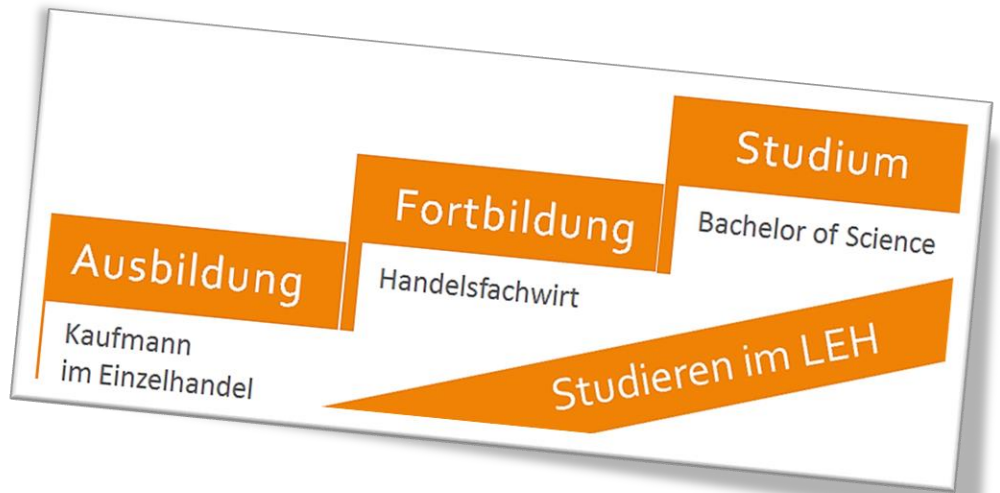 Ausbildung
Kaufmann
im Einzelhandel
Fortbildung
Handelsfachwirt
Studium
Bachelor of Science
Studieren im LEH